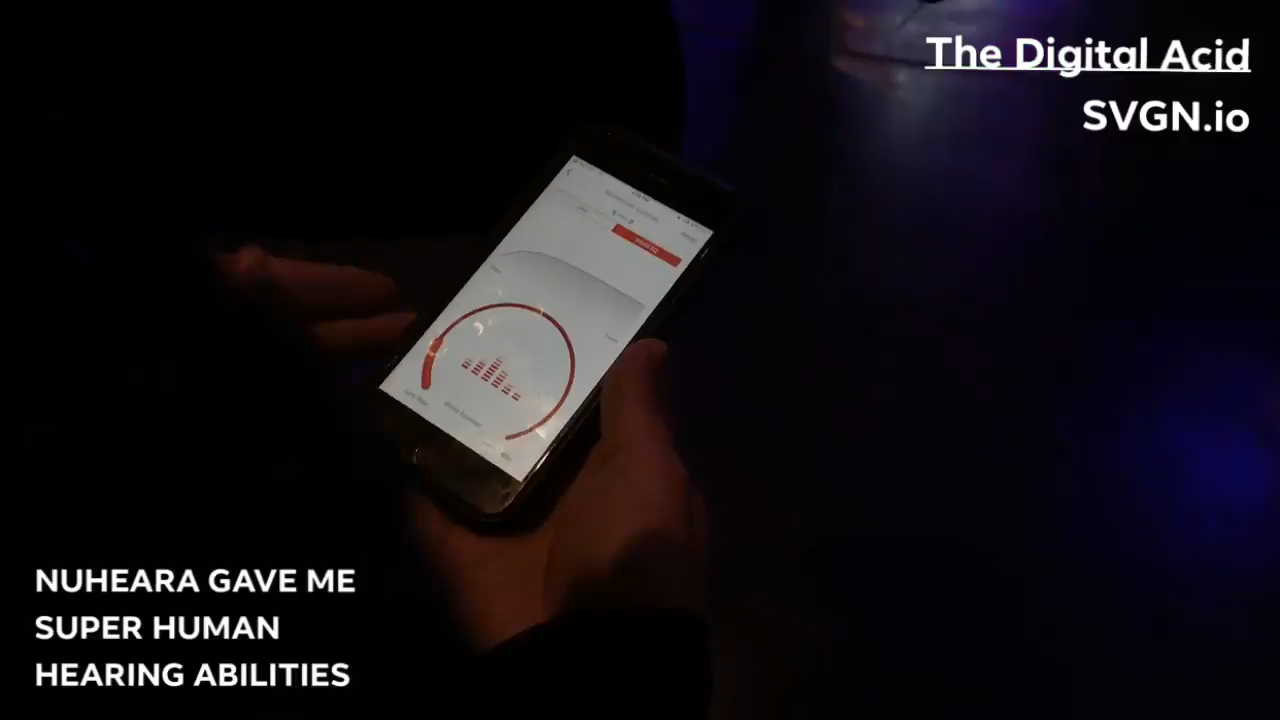 The Digital Acid
SVGN.io
NUHEARA GAVE ME
SUPER HUMAN
HEARING ABILITIES